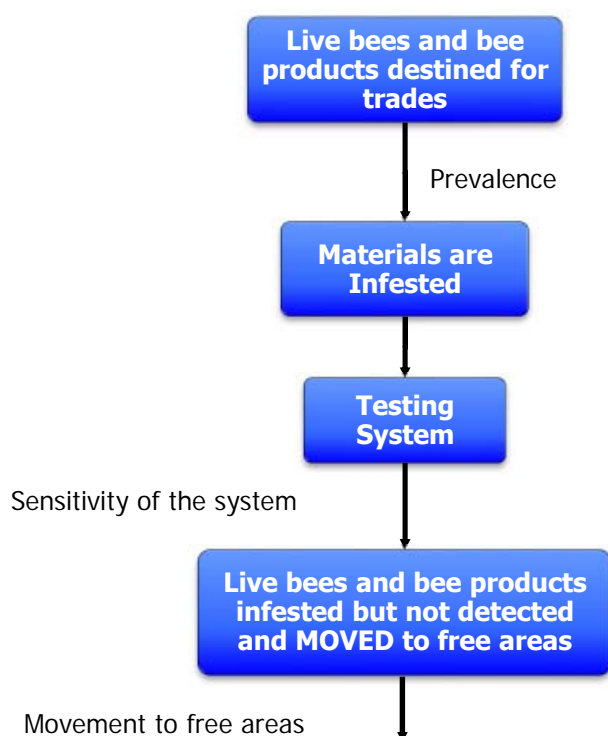 Live bees and bee
products destined for
trades
Prevalence
Materials are
Infested
Testing
System
Sensitivity of the system
Live bees and bee products
infested but not detected
and MOVED to free areas
Movement to free areas